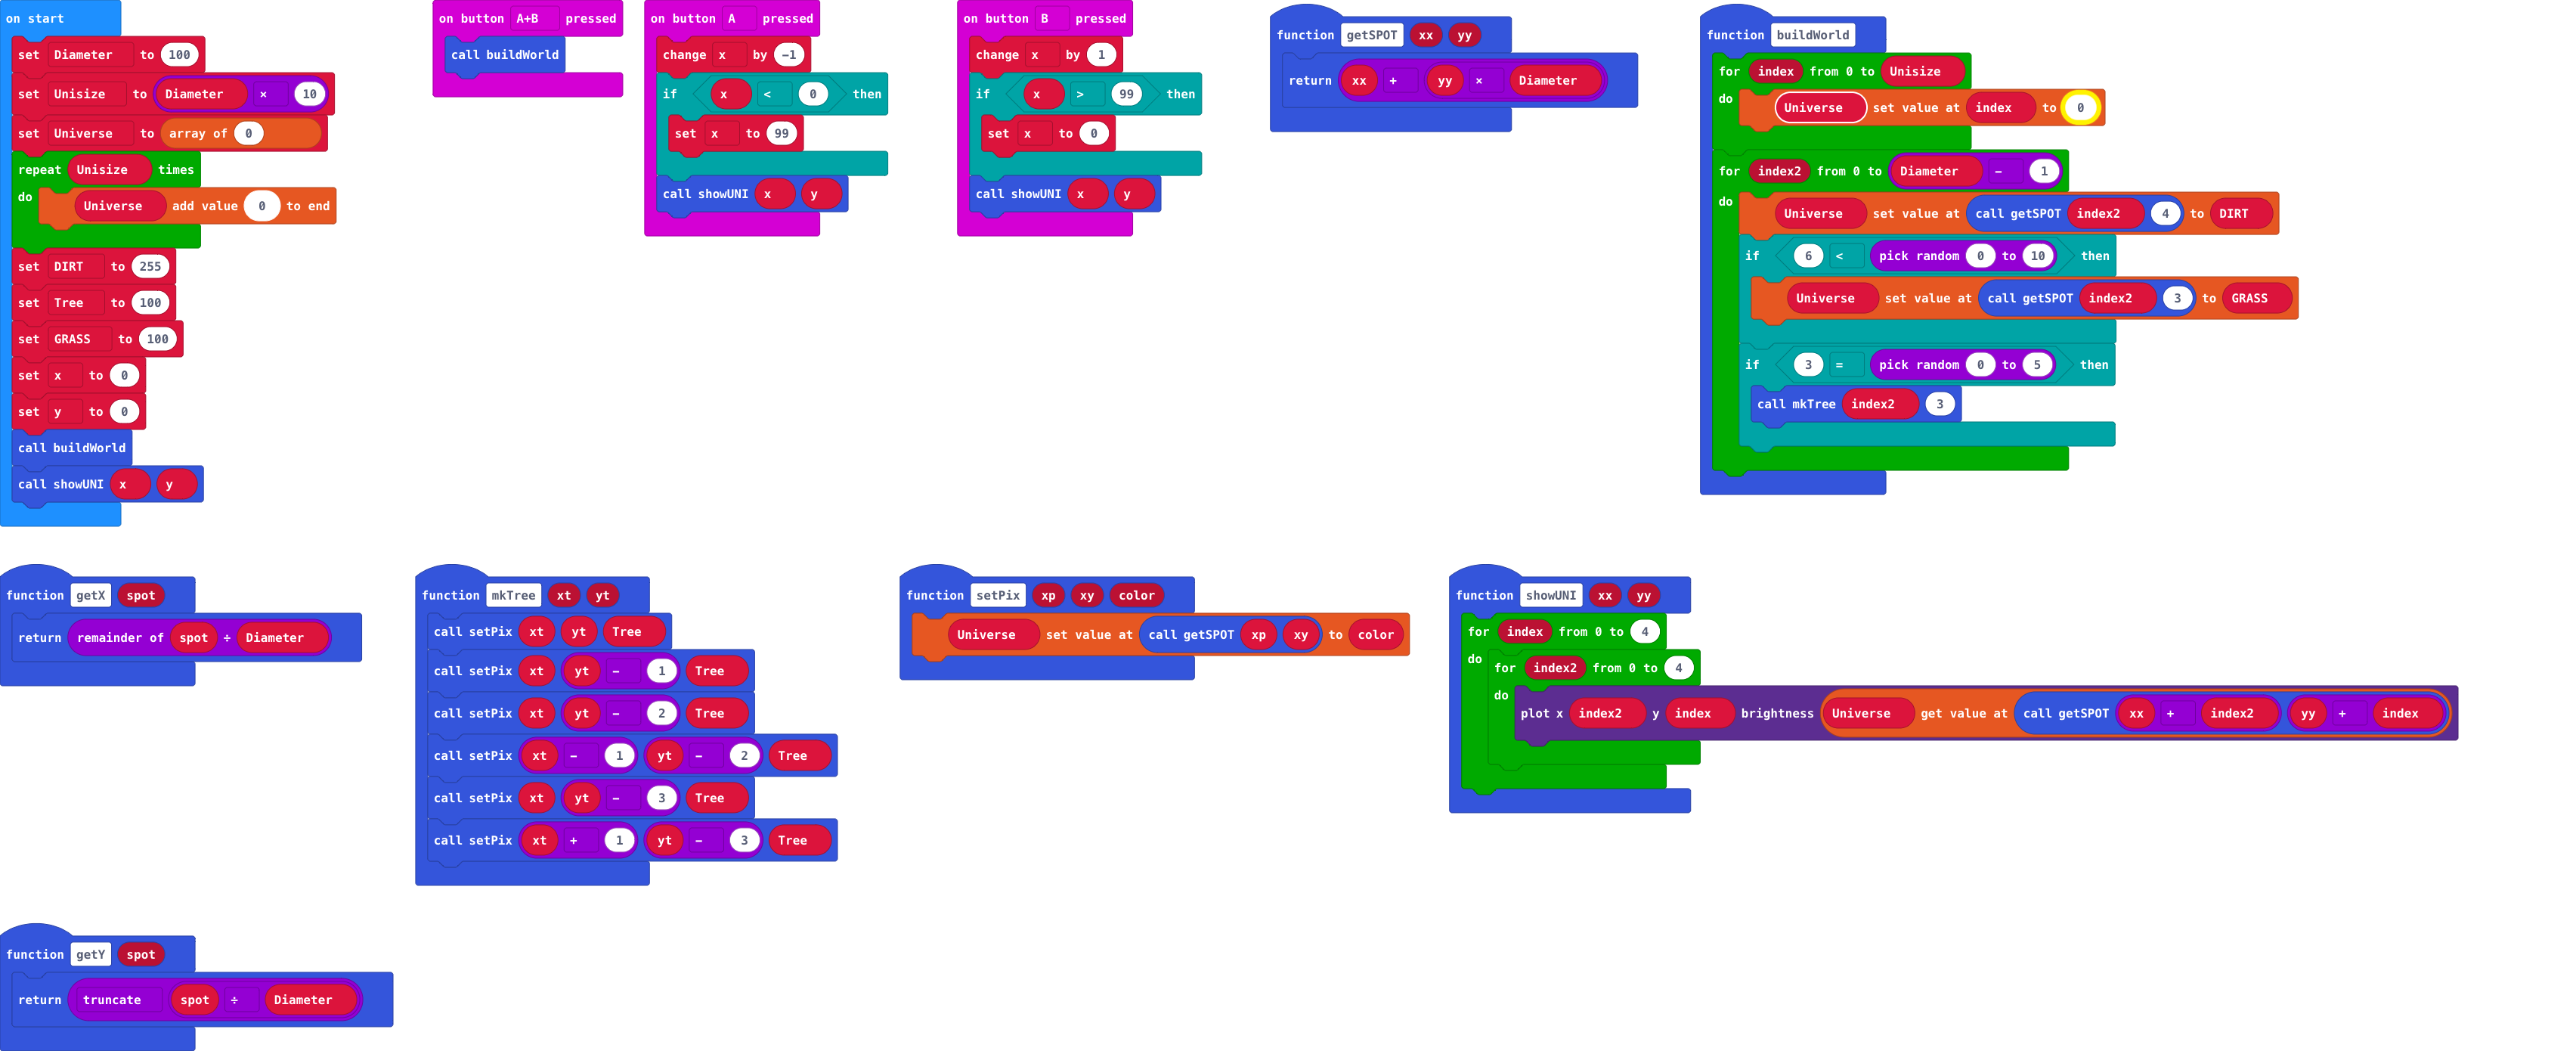 on start
set Diameter to 100
set Unisize to Diameter × 10
set Universe to array of 0
repeat Unisize times
do Universe add value 0 to end
set DIRT to 255
set Tree to 100
set GRASS to 100
set x to 0
set y to 0
call buildWorld
call showUNI x y
on button A+B pressed
call buildWorld
on button A pressed
change x by −1
if x < 0 then
set x to 99
call showUNI x y
on button B pressed
change x by 1
if x > 99 then
set x to 0
call showUNI x y
function getSPOT xx yy
return xx + yy × Diameter
function buildWorld
for index from 0 to Unisize
do Universe set value at index to 0
for index2 from 0 to Diameter − 1
do Universe set value at call getSPOT index2 4 to DIRT
if 6 < pick random 0 to 10 then
Universe set value at call getSPOT index2 3 to GRASS
if 3 = pick random 0 to 5 then
call mkTree index2 3
function getX spot
return remainder of spot ÷ Diameter
function mkTree xt yt
call setPix xt yt Tree
call setPix xt yt − 1 Tree
call setPix xt yt − 2 Tree
call setPix xt − 1 yt − 2 Tree
call setPix xt yt − 3 Tree
call setPix xt + 1 yt − 3 Tree
function setPix xp xy color
Universe set value at call getSPOT xp xy to color
function showUNI xx yy
for index from 0 to 4
do for index2 from 0 to 4
do plot x index2 y index brightness Universe get value at call getSPOT xx + index2 yy + index
function getY spot
return truncate spot ÷ Diameter